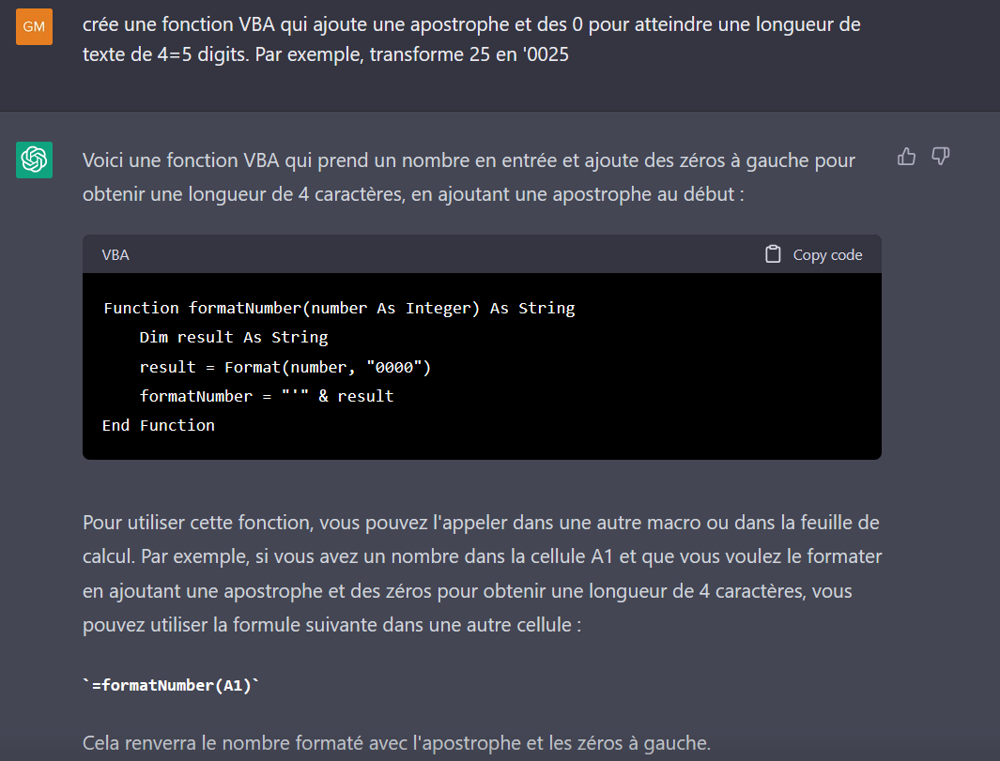 GM
crée une fonction VBA qui ajoute une apostrophe et des 0 pour atteindre une longueur de
texte de 4=5 digits. Par exemple, transforme 25 en '0025
Voici une fonction VBA qui prend un nombre en entrée et ajoute des zéros à gauche pour
obtenir une longueur de 4 caractères, en ajoutant une apostrophe au début :
VBA
Copy code
Function formatNumber(number As Integer) As String
    Dim result As String
    result = Format(number, "0000")
    formatNumber = "'" & result
End Function
Pour utiliser cette fonction, vous pouvez l'appeler dans une autre macro ou dans la feuille de
calcul. Par exemple, si vous avez un nombre dans la cellule A1 et que vous voulez le formater
en ajoutant une apostrophe et des zéros pour obtenir une longueur de 4 caractères, vous
pouvez utiliser la formule suivante dans une autre cellule :
`=formatNumber(A1)`
Cela renverra le nombre formaté avec l'apostrophe et les zéros à gauche.